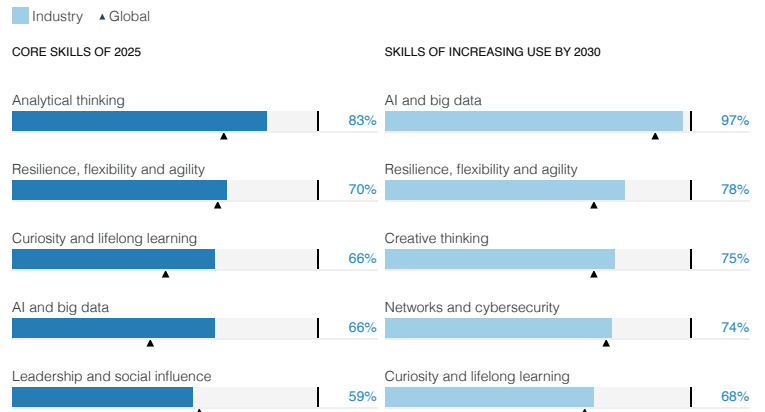 Industry Global
CORE SKILLS OF 2025
Analytical thinking
83%
Resilience, flexibility and agility
70%
Curiosity and lifelong learning
66%
AI and big data
66%
Leadership and social influence
59%
SKILLS OF INCREASING USE BY 2030
AI and big data
97%
Resilience, flexibility and agility
78%
Creative thinking
75%
Networks and cybersecurity
74%
Curiosity and lifelong learning
68%